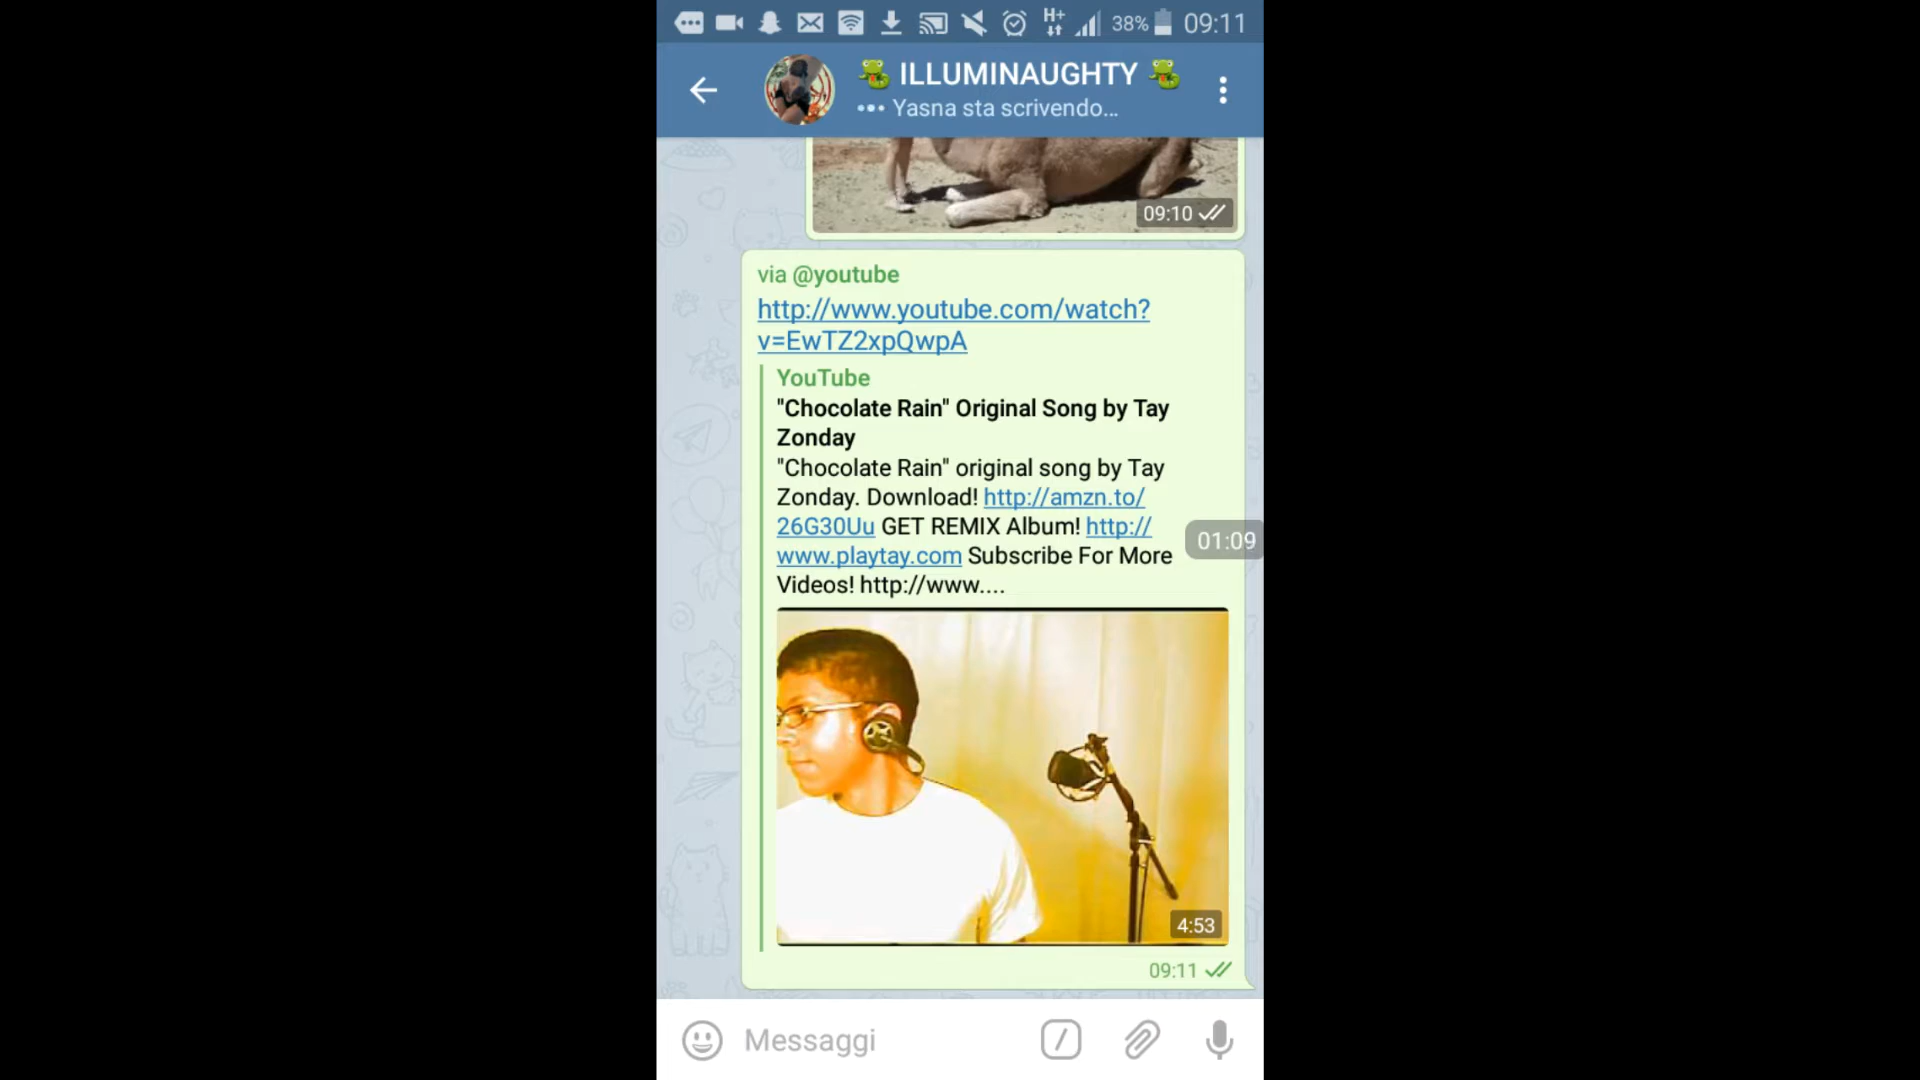 H+ 38% 09:11
ILLUMINAUGHTY
Yasna sta scrivendo...
09:10
via @youtube
http://www.youtube.com/watch?
v=EwTZ2xpQwpA
YouTube
"Chocolate Rain" Original Song by Tay
Zonday
"Chocolate Rain" original song by Tay
Zonday. Download! http://amzn.to/
26G30Uu GET REMIX Album! http://
www.playtay.com Subscribe For More
Videos! http://www....
01:09
4:53
09:11
Messaggi